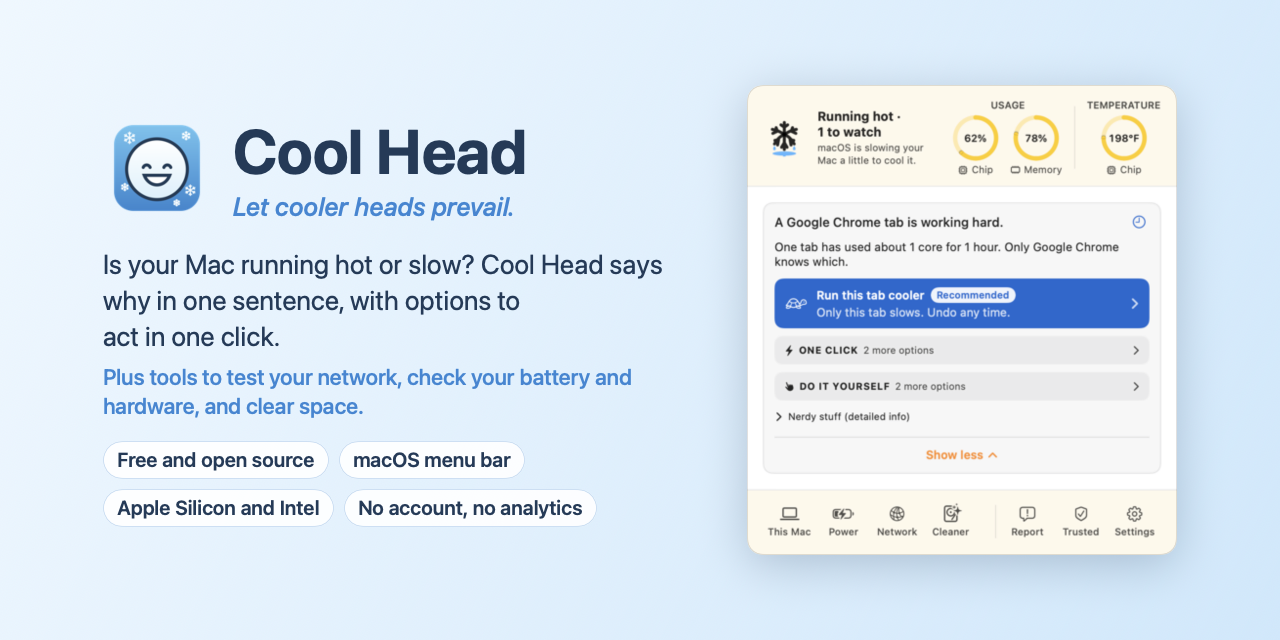 Cool Head
Let cooler heads prevail.
Is your Mac running hot or slow? Cool Head says
why in one sentence, with options to
act in one click.
Plus tools to test your network, check your battery and
hardware, and clear space.
Free and open source
macOS menu bar
Apple Silicon and Intel
No account, no analytics
Running hot ·
1 to watch
macOS is slowing your
Mac a little to cool it.
USAGE
62%
Chip
78%
Memory
TEMPERATURE
198°F
Chip
A Google Chrome tab is working hard.
One tab has used about 1 core for 1 hour. Only Google Chrome
knows which.
Run this tab cooler Recommended
Only this tab slows. Undo any time.
ONE CLICK 2 more options
DO IT YOURSELF 2 more options
Nerdy stuff (detailed info)
Show less
This Mac
Power
Network
Cleaner
Report
Trusted
Settings